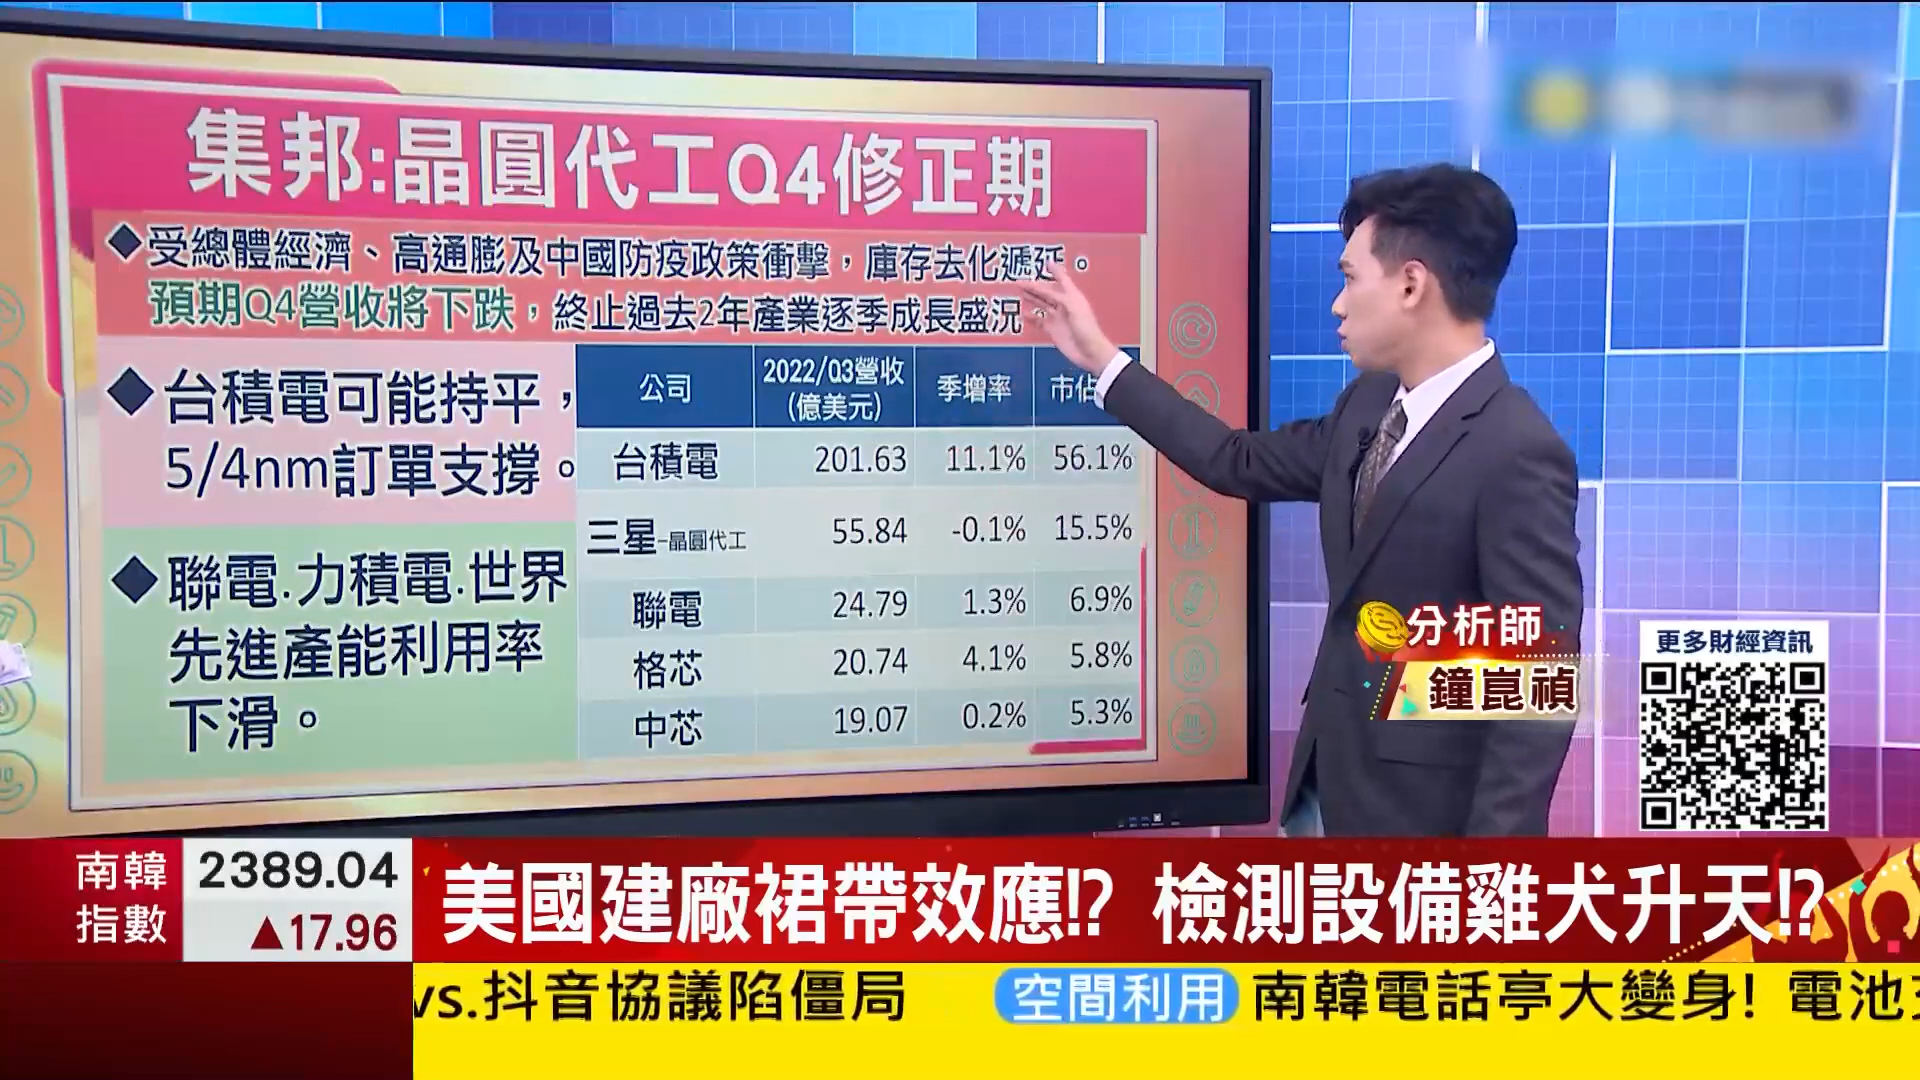 集邦:晶圓代工Q4修正期
◆受總體經濟、高通膨及中國防疫政策衝擊，庫存去化遞延。
預期Q4營收將下跌，終止過去2年產業逐季成長盛況
◆台積電可能持平，
5/4nm訂單支撐。
◆聯電.力積電.世界
先進產能利用率
下滑。
公司 2022/Q3營收(億美元) 季增率 市佔
台積電 201.63 11.1% 56.1%
三星-晶圓代工 55.84 -0.1% 15.5%
聯電 24.79 1.3% 6.9%
格芯 20.74 4.1% 5.8%
中芯 19.07 0.2% 5.3%
分析師
鐘崑禎
更多財經資訊
南韓指數 2389.04 ▲17.96
美國建廠裙帶效應!? 檢測設備雞犬升天!?
vs.抖音協議陷僵局 空間利用 南韓電話亭大變身! 電池